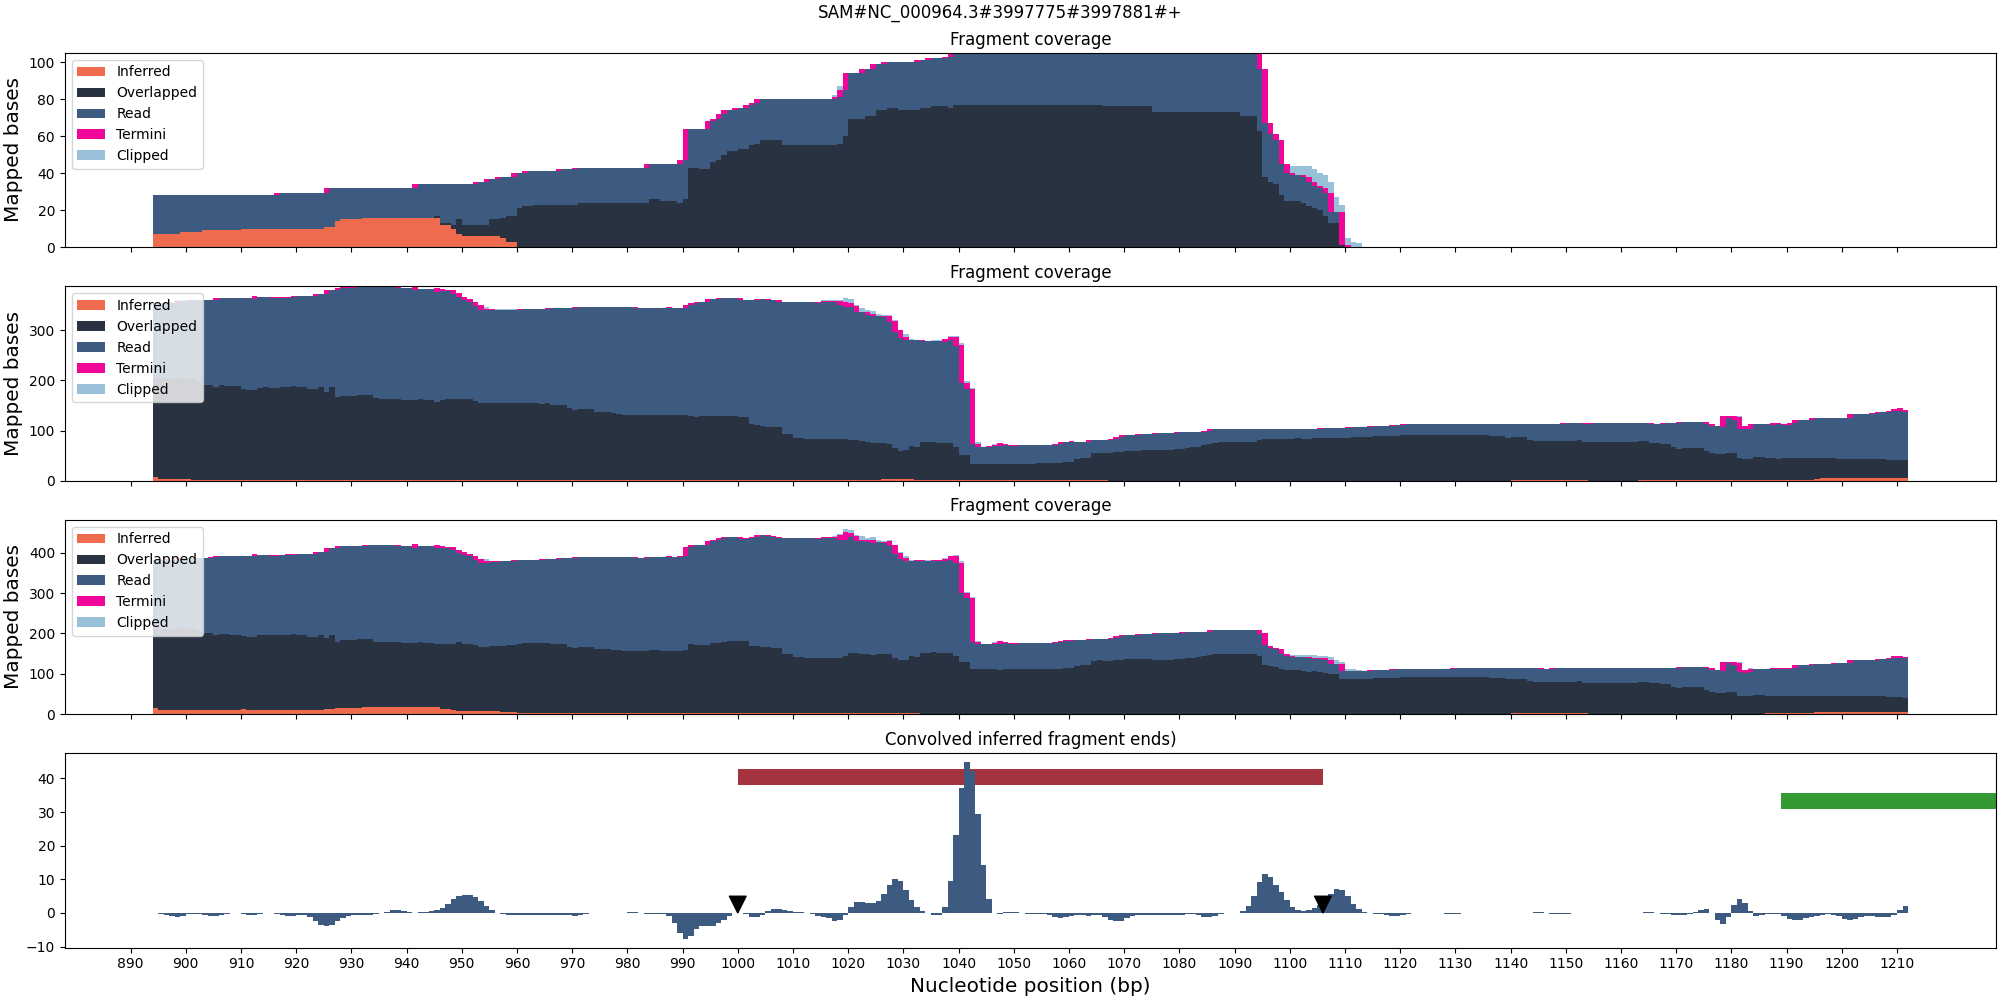 SAM#NC_000964.3#3997775#3997881#+
Fragment coverage
Mapped bases
100
80
60
40
20
0
Inferred
Overlapped
Read
Termini
Clipped
Fragment coverage
Mapped bases
300
200
100
0
Inferred
Overlapped
Read
Termini
Clipped
Fragment coverage
Mapped bases
400
300
200
100
0
Inferred
Overlapped
Read
Termini
Clipped
Convolved inferred fragment ends)
40
30
20
10
0
−10
890 900 910 920 930 940 950 960 970 980 990 1000 1010 1020 1030 1040 1050 1060 1070 1080 1090 1100 1110 1120 1130 1140 1150 1160 1170 1180 1190 1200 1210
Nucleotide position (bp)